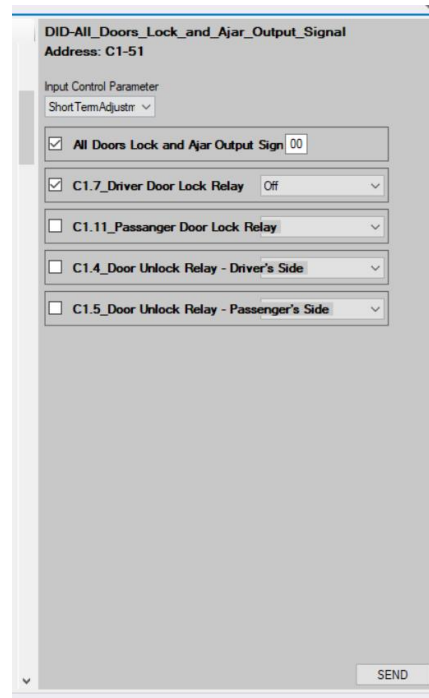 DID-All_Doors_Lock_and_Ajar_Output_Signal
Address: C1-51
Input Control Parameter
ShortTermAdjustr
All Doors Lock and Ajar Output Sign 00
C1.7_Driver Door Lock Relay Off
C1.11_Passanger Door Lock Relay
C1.4_Door Unlock Relay - Driver's Side
C1.5_Door Unlock Relay - Passenger's Side
SEND